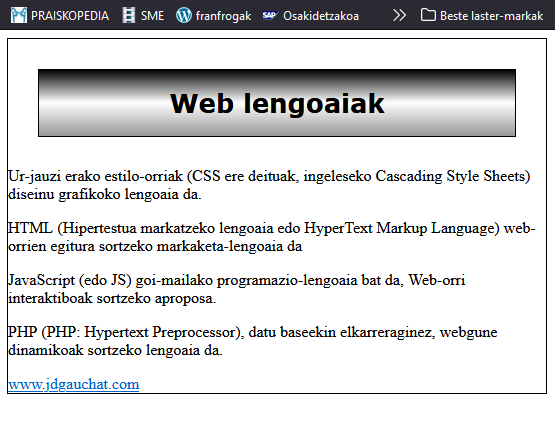 PRAISKOPEDIA SME franfrogak SAP Osakidetzakoa Beste laster-markak
Web lengoaiak
Ur-jauzi erako estilo-orriak (CSS ere deituak, ingeleseko Cascading Style Sheets)
diseinu grafikoko lengoaia da.
HTML (Hipertestua markatzeko lengoaia edo HyperText Markup Language) web-
orrien egitura sortzeko markaketa-lengoaia da
JavaScript (edo JS) goi-mailako programazio-lengoaia bat da, Web-orri
interaktiboak sortzeko aproposa.
PHP (PHP: Hypertext Preprocessor), datu baseekin elkarreraginez, webgune
dinamikoak sortzeko lengoaia da.
www.jdgauchat.com